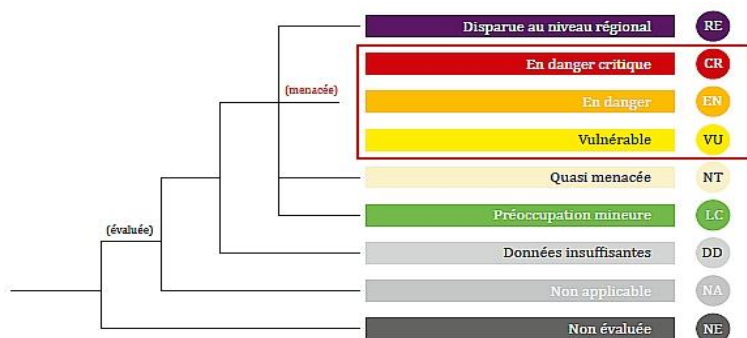 Disparue au niveau régional RE
En danger critique CR
(menacée)
En danger EN
Vulnérable VU
Quasi menacée NT
Préoccupation mineure LC
(évaluée)
Données insuffisantes DD
Non applicable NA
Non évaluée NE